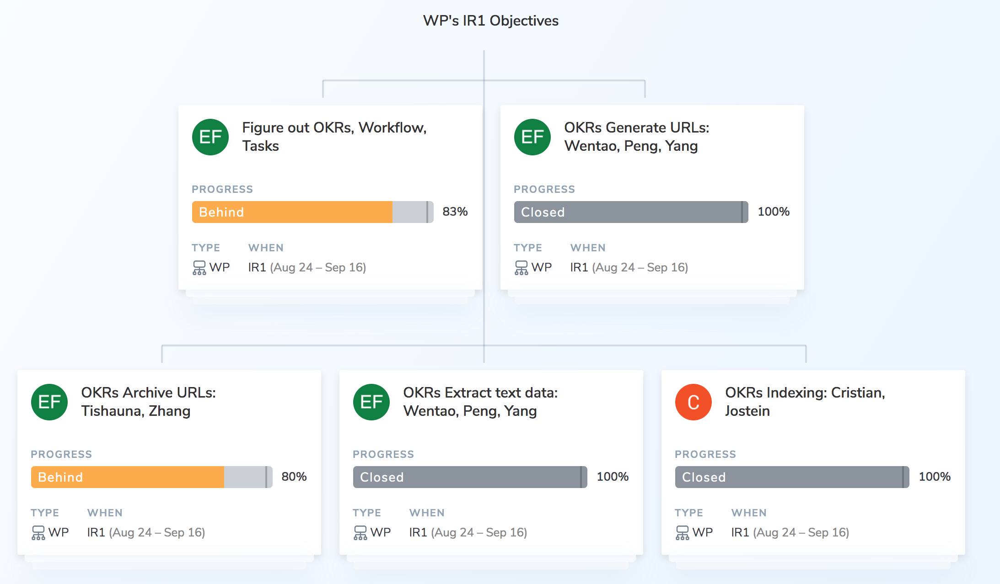 WP's IR1 Objectives
EF
Figure out OKRs, Workflow,
Tasks
PROGRESS
Behind 83%
TYPE WHEN
WP IR1 (Aug 24 – Sep 16)
EF
OKRs Generate URLs:
Wentao, Peng, Yang
PROGRESS
Closed 100%
TYPE WHEN
WP IR1 (Aug 24 – Sep 16)
EF
OKRs Archive URLs:
Tishauna, Zhang
PROGRESS
Behind 80%
TYPE WHEN
WP IR1 (Aug 24 – Sep 16)
EF
OKRs Extract text data:
Wentao, Peng, Yang
PROGRESS
Closed 100%
TYPE WHEN
WP IR1 (Aug 24 – Sep 16)
C
OKRs Indexing: Cristian,
Jostein
PROGRESS
Closed 100%
TYPE WHEN
WP IR1 (Aug 24 – Sep 16)